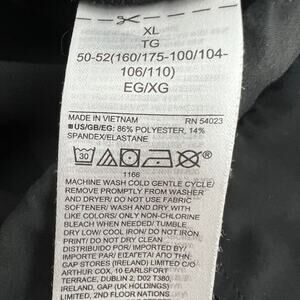 XL
TG
50-52(160/175-100/104-
106/110)
EG/XG
MADE IN VIETNAM RN 54023
US/GB/EG: 86% POLYESTER, 14%
SPANDEX/ELASTANE
30
1166
MACHINE WASH COLD GENTLE CYCLE/
REMOVE PROMPTLY FROM WASHER
AND DRYER/ DO NOT USE FABRIC
SOFTENER/ WASH AND DRY WITH
LIKE COLORS/ ONLY NON-CHLORINE
BLEACH WHEN NEEDED/ TUMBLE
DRY LOW/ COOL IRON/ DO NOT IRON
PRINT/ DO NOT DRY CLEAN
DISTRIBUIDO POR/ IMPORTED BY/
IMPORTE PAR/ ΕΙΣΑΓΕΤΑΙ ΑΠΟ ΤΗΝ :
GAP STORES (IRELAND) LIMITED C/O
ARTHUR COX, 10 EARLSFORT
TERRACE, DUBLIN 2, D02 T380,
IRELAND, GAP (UK HOLDINGS)
LIMITED, 2ND FLOOR NATIONS